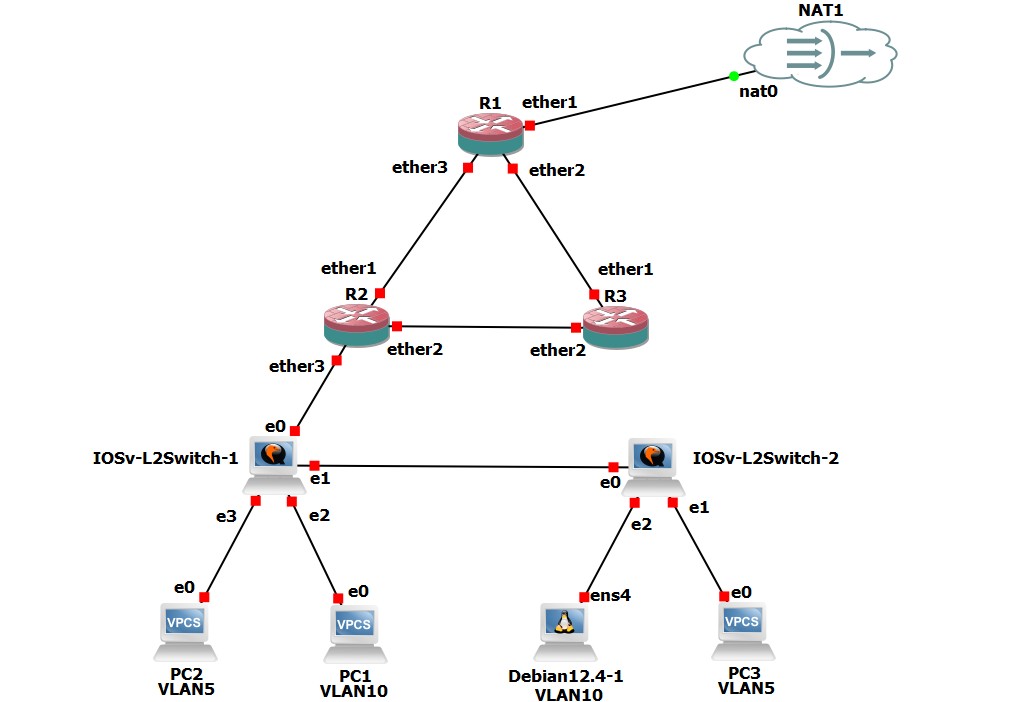 NAT1
nat0
R1
ether1
ether3
ether2
ether1
ether1
R2
R3
ether2
ether2
ether3
e0
IOSv-L2Switch-1
IOSv-L2Switch-2
e1
e0
e3
e2
e2
e1
e0
e0
ens4
e0
VPCS
VPCS
VPCS
PC2
VLAN5
PC1
VLAN10
Debian12.4-1
VLAN10
PC3
VLAN5